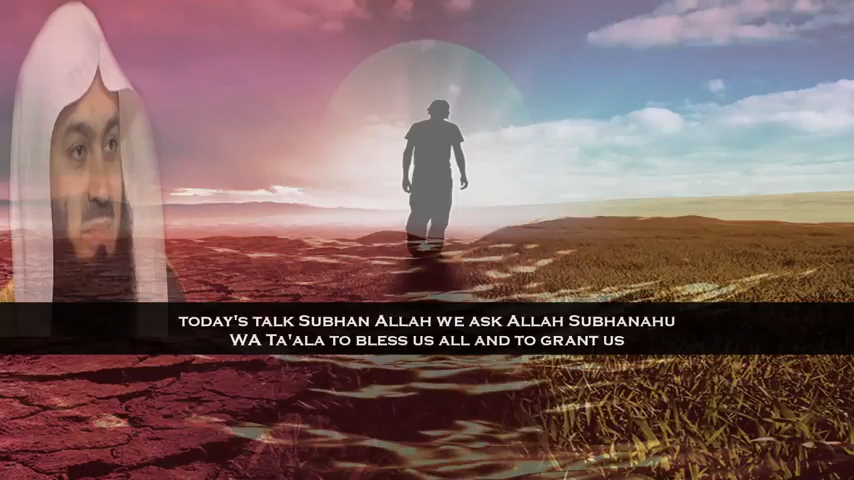 TODAY'S TALK SUBHAN ALLAH WE ASK ALLAH SUBHANAHU
WA TA'ALA TO BLESS US ALL AND TO GRANT US